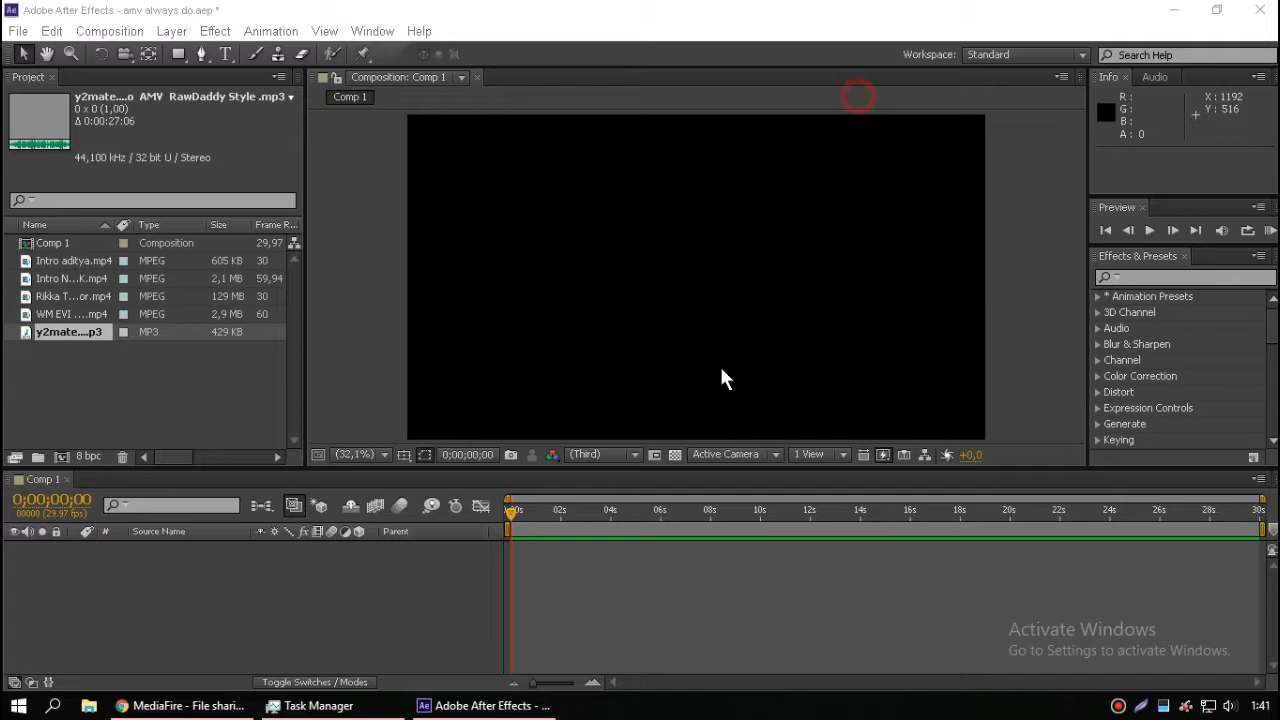 Adobe After Effects - amv always do.aep *
File Edit Composition Layer Effect Animation View Window Help
Workspace: Standard Search Help
Project
y2mate....o AMV RawDaddy Style .mp3
0 x 0 (1,00)
Δ 0:00:27:06
44,100 kHz / 32 bit U / Stereo
Name Type Size Frame R...
Comp 1 Composition 29,97
Intro aditya.mp4 MPEG 605 KB 30
Intro N...K.mp4 MPEG 2,1 MB 59,94
Rikka T...or.mp4 MPEG 129 MB 30
WM EVI ....mp4 MPEG 2,9 MB 60
y2mate....p3 MP3 429 KB
8 bpc
Composition: Comp 1
Comp 1
(32,1%) 0;00;00;00 (Third) Active Camera 1 View +0,0
Info Audio
R : X : 1192
G : Y : 516
B :
A : 0
Preview
Effects & Presets
* Animation Presets
3D Channel
Audio
Blur & Sharpen
Channel
Color Correction
Distort
Expression Controls
Generate
Keying
Comp 1
0;00;00;00
00000 (29.97 fps)
0s 02s 04s 06s 08s 10s 12s 14s 16s 18s 20s 22s 24s 26s 28s 30s
# Source Name fx Parent
Activate Windows
Go to Settings to activate Windows.
Toggle Switches / Modes
MediaFire - File shari... Task Manager Ae Adobe After Effects - ... 1:41